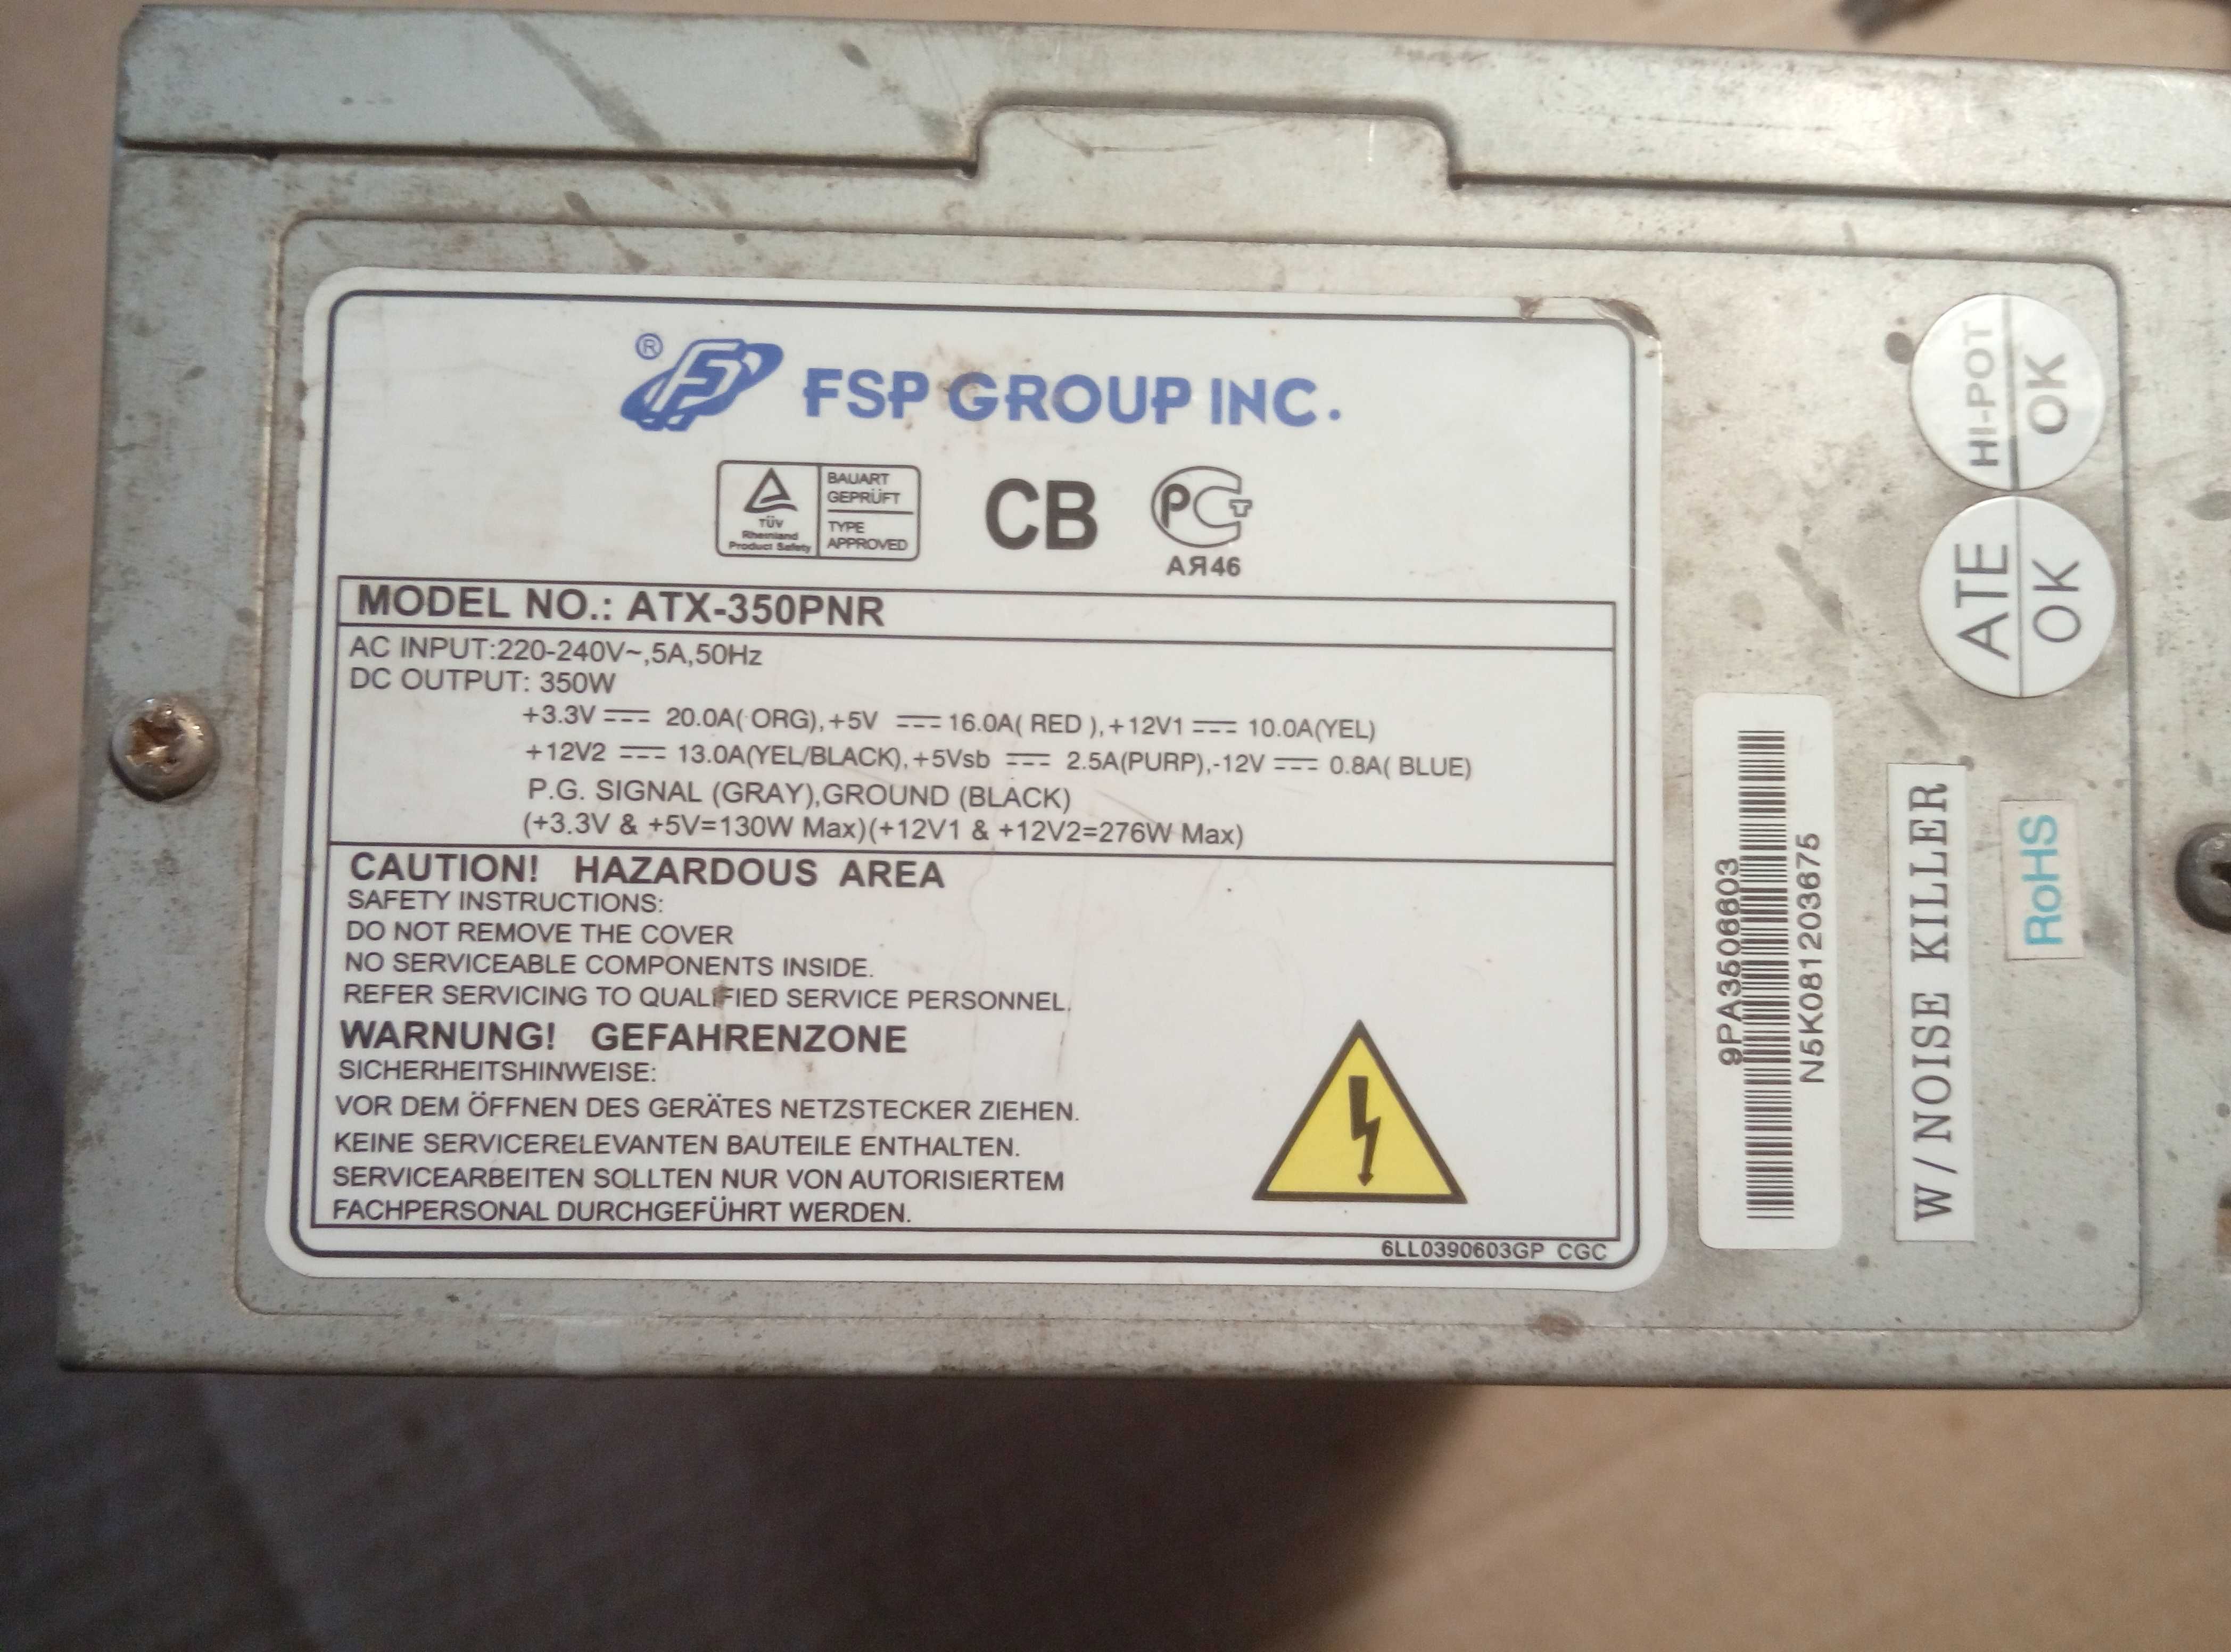 ® FSP GROUP INC.
TÜV
Rheinland
Product Safety
BAUART
GEPRÜFT
TYPE
APPROVED
CB
РСТ
АЯ46
MODEL NO.: ATX-350PNR
AC INPUT:220-240V~,5A,50Hz
DC OUTPUT: 350W
+3.3V ⎓ 20.0A( ORG),+5V ⎓ 16.0A( RED ),+12V1 ⎓ 10.0A(YEL)
+12V2 ⎓ 13.0A(YEL/BLACK),+5Vsb ⎓ 2.5A(PURP),-12V ⎓ 0.8A( BLUE)
P.G. SIGNAL (GRAY),GROUND (BLACK)
(+3.3V & +5V=130W Max)(+12V1 & +12V2=276W Max)
CAUTION! HAZARDOUS AREA
SAFETY INSTRUCTIONS:
DO NOT REMOVE THE COVER
NO SERVICEABLE COMPONENTS INSIDE.
REFER SERVICING TO QUALIFIED SERVICE PERSONNEL.
WARNUNG! GEFAHRENZONE
SICHERHEITSHINWEISE:
VOR DEM ÖFFNEN DES GERÄTES NETZSTECKER ZIEHEN.
KEINE SERVICERELEVANTEN BAUTEILE ENTHALTEN.
SERVICEARBEITEN SOLLTEN NUR VON AUTORISIERTEM
FACHPERSONAL DURCHGEFÜHRT WERDEN.
6LL0390603GP CGC
9PA3506603
N5K0812036​75
HI-POT
OK
ATE
OK
W/NOISE KILLER
RoHS